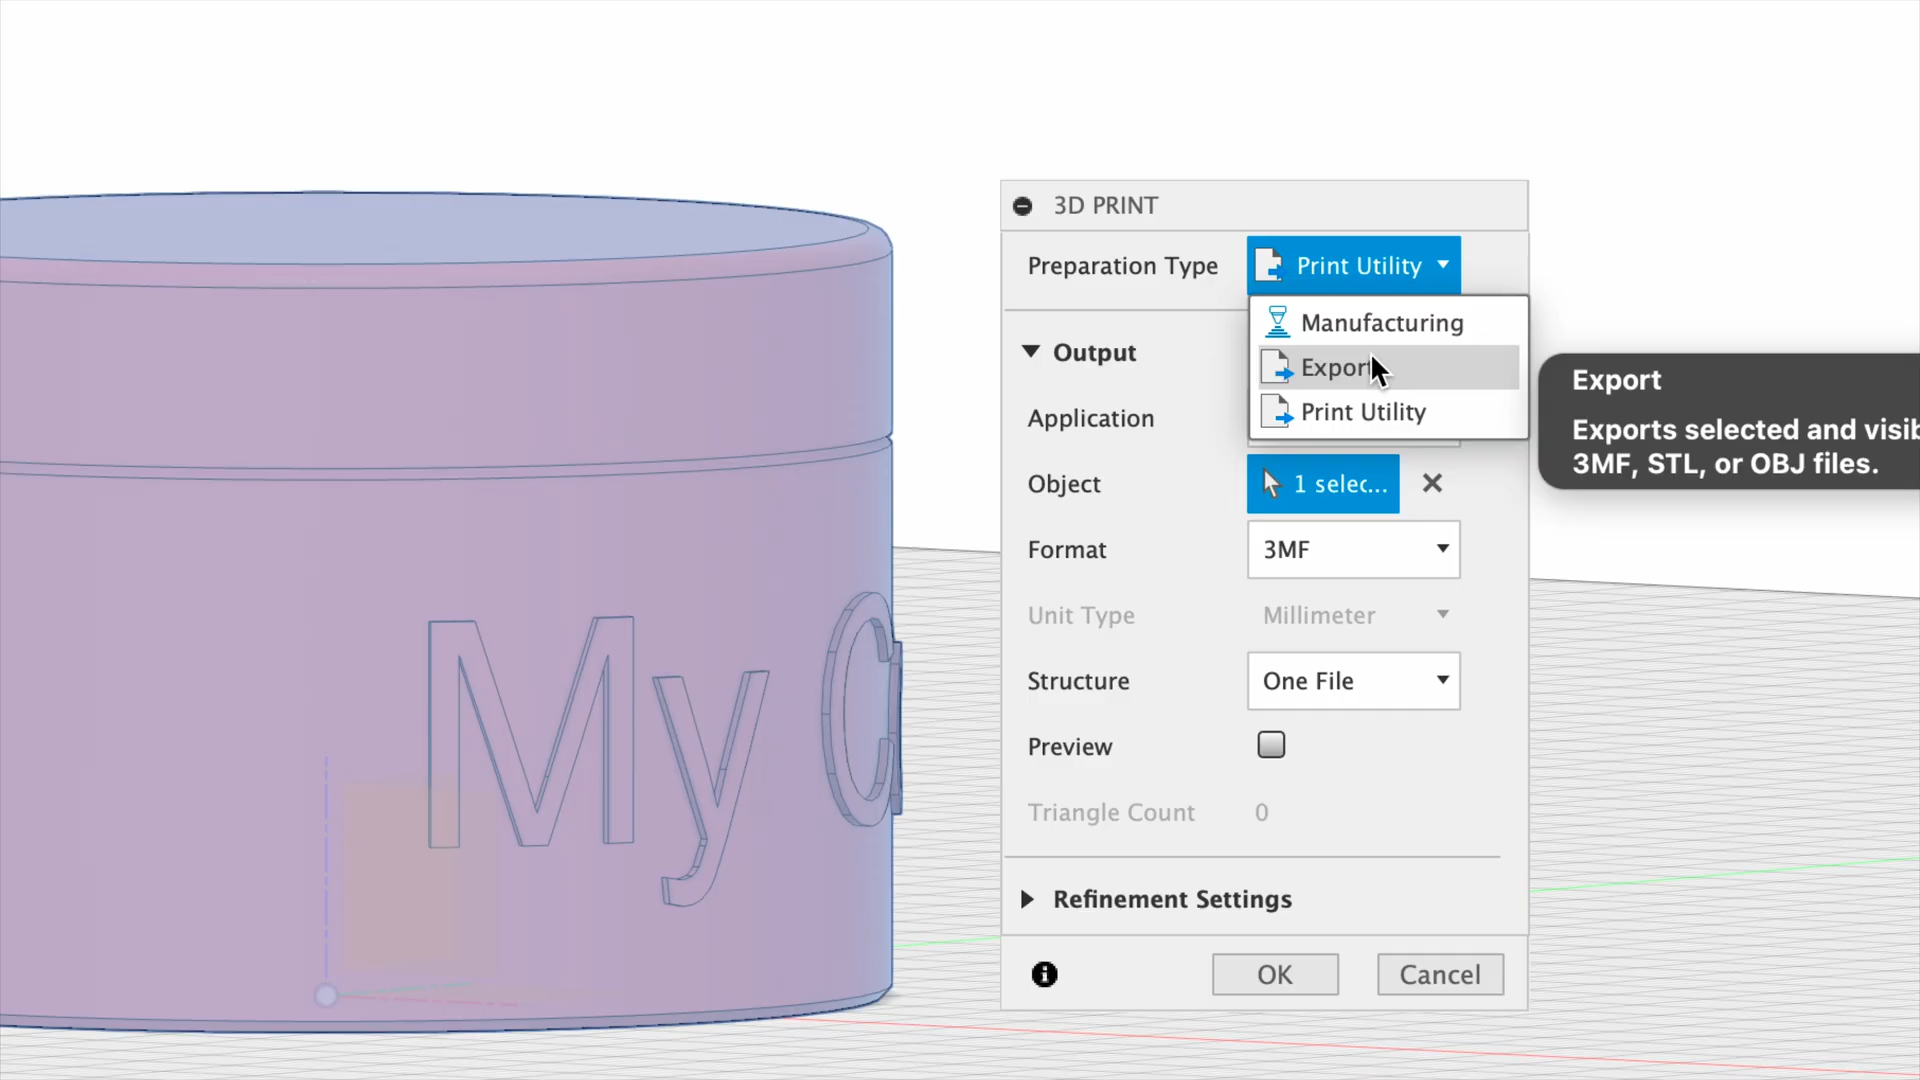 3D PRINT
Preparation Type Print Utility
Manufacturing
Output
Export
Application
Print Utility
Export
Exports selected and
3MF, STL, or OBJ files.
Object 1 selec...
Format 3MF
Unit Type Millimeter
Structure One File
My
Preview
Triangle Count 0
Refinement Settings
OK Cancel